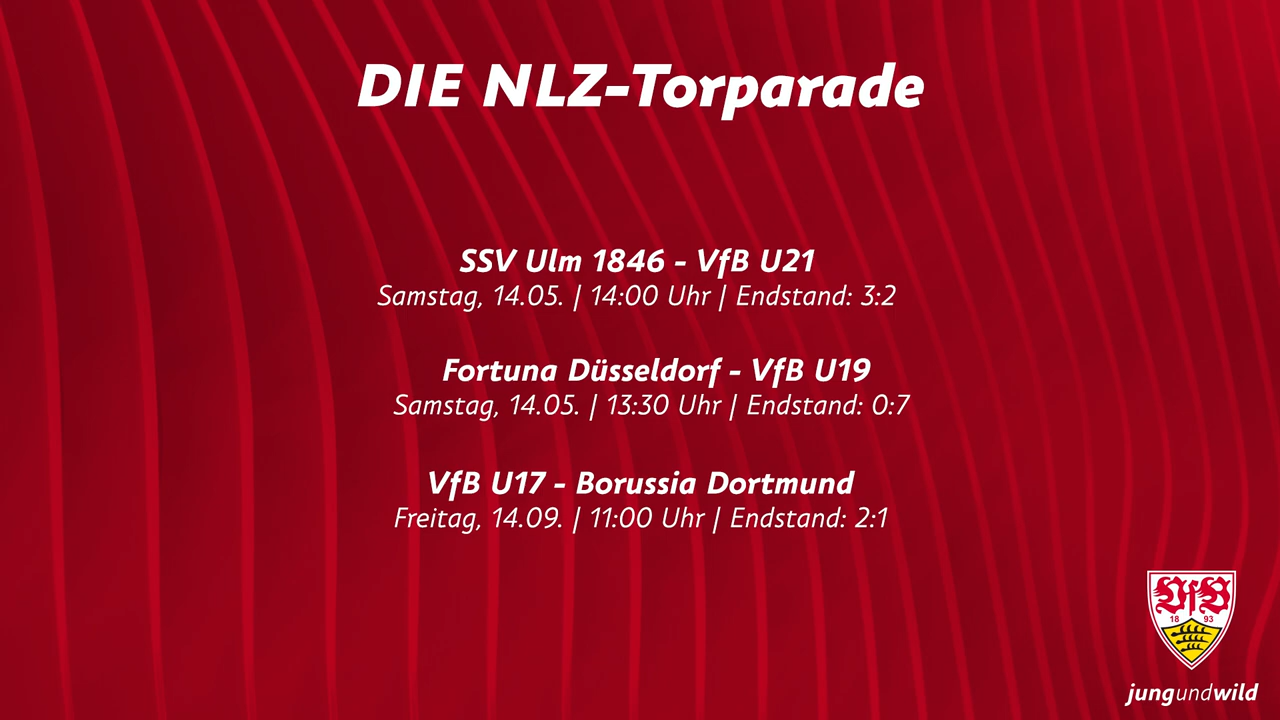 DIE NLZ-Torparade
SSV Ulm 1846 - VfB U21
Samstag, 14.05. | 14:00 Uhr | Endstand: 3:2
Fortuna Düsseldorf - VfB U19
Samstag, 14.05. | 13:30 Uhr | Endstand: 0:7
VfB U17 - Borussia Dortmund
Freitag, 14.09. | 11:00 Uhr | Endstand: 2:1
VfB
18 93
jungundwild